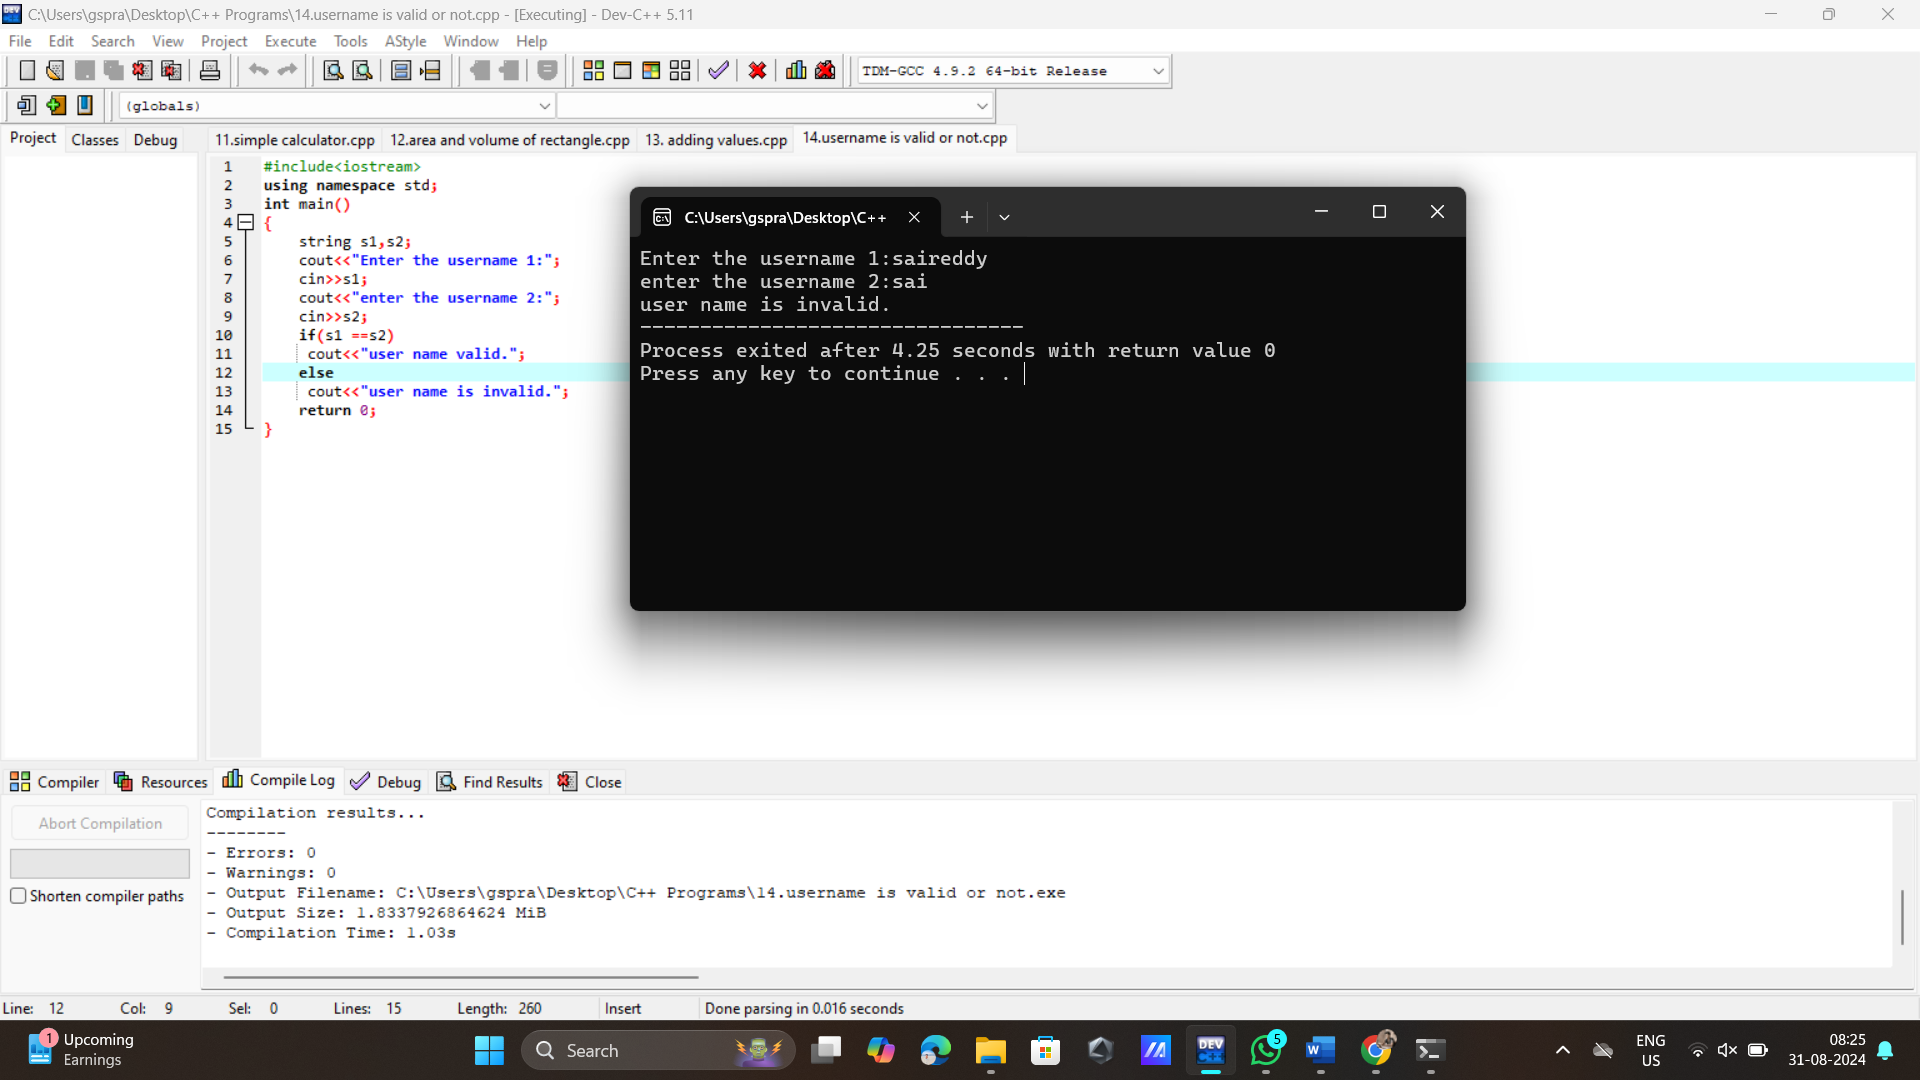 C:\Users\gspra\Desktop\C++ Programs\14.username is valid or not.cpp - [Executing] - Dev-C++ 5.11
File Edit Search View Project Execute Tools AStyle Window Help
TDM-GCC 4.9.2 64-bit Release
(globals)
Project Classes Debug 11.simple calculator.cpp 12.area and volume of rectangle.cpp 13. adding values.cpp 14.username is valid or not.cpp
1 #include<iostream>
2 using namespace std;
3 int main()
4 {
5 string s1,s2;
6 cout<<"Enter the username 1:";
7 cin>>s1;
8 cout<<"enter the username 2:";
9 cin>>s2;
10 if(s1 ==s2)
11 cout<<"user name valid.";
12 else
13 cout<<"user name is invalid.";
14 return 0;
15 }
C:\Users\gspra\Desktop\C++
Enter the username 1:saireddy
enter the username 2:sai
user name is invalid.
--------------------------------
Process exited after 4.25 seconds with return value 0
Press any key to continue . . .
Compiler Resources Compile Log Debug Find Results Close
Abort Compilation
Shorten compiler paths
Compilation results...
--------
- Errors: 0
- Warnings: 0
- Output Filename: C:\Users\gspra\Desktop\C++ Programs\14.username is valid or not.exe
- Output Size: 1.8337926864624 MiB
- Compilation Time: 1.03s
Line: 12 Col: 9 Sel: 0 Lines: 15 Length: 260 Insert Done parsing in 0.016 seconds
1
Upcoming
Earnings
Search
DEV
C++
5
W
ENG
US
08:25
31-08-2024